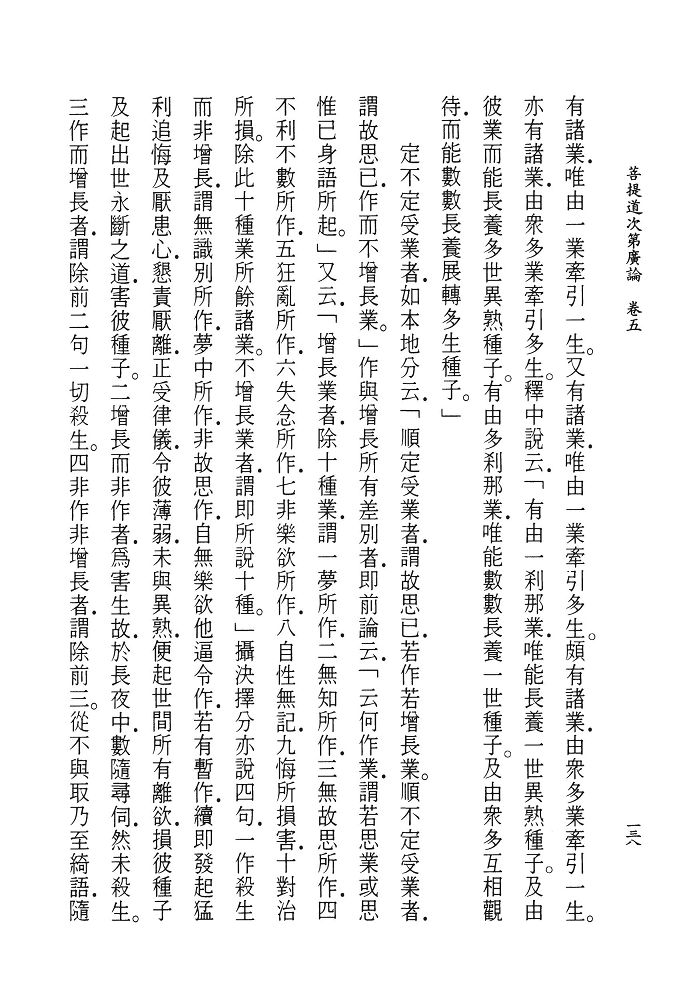 菩提道次第廣論　卷五
一三八
有諸業．唯由一業牽引一生。又有諸業．唯由一業牽引多生。頗有諸業．由衆多業牽引一生。
亦有諸業．由衆多業牽引多生。釋中說云．「有由一刹那業．唯能長養一世異熟種子。及由
彼業而能長養多世異熟種子。有由多刹那業．唯能數數長養一世種子。及由衆多互相觀
待．而能數數長養展轉多生種子。」
定不定受業者．如本地分云．「順定受業者．謂故思已．若作若增長業。順不定受業者．
謂故思已．作而不增長業。」作與增長所有差別者．即前論云．「云何作業．謂若思業或思
惟已身語所起。」又云．「增長業者．除十種業．謂一夢所作．二無知所作．三無故思所作．四
不利不數所作．五狂亂所作．六失念所作．七非樂欲所作．八自性無記．九悔所損害．十對治
所損。除此十種業．所餘諸業。不增長業者．謂即所說十種。」攝決擇分亦說四句．一作殺生
而非增長．謂無識別所作．夢中所作．非故思作．自無樂欲他逼令作．若有暫作．續即發起猛
利追悔及厭患心．懇責厭離．正受律儀．令彼薄弱．未與異熟．便起世間所有離欲．損彼種子
及起出世永斷之道．害彼種子。二增長而非作者．爲害生故．於長夜中．數隨尋伺．然未殺生。
三作而增長者．謂除前二句一切殺生。四非作非增長者．謂除前三。從不與取乃至綺語．隨